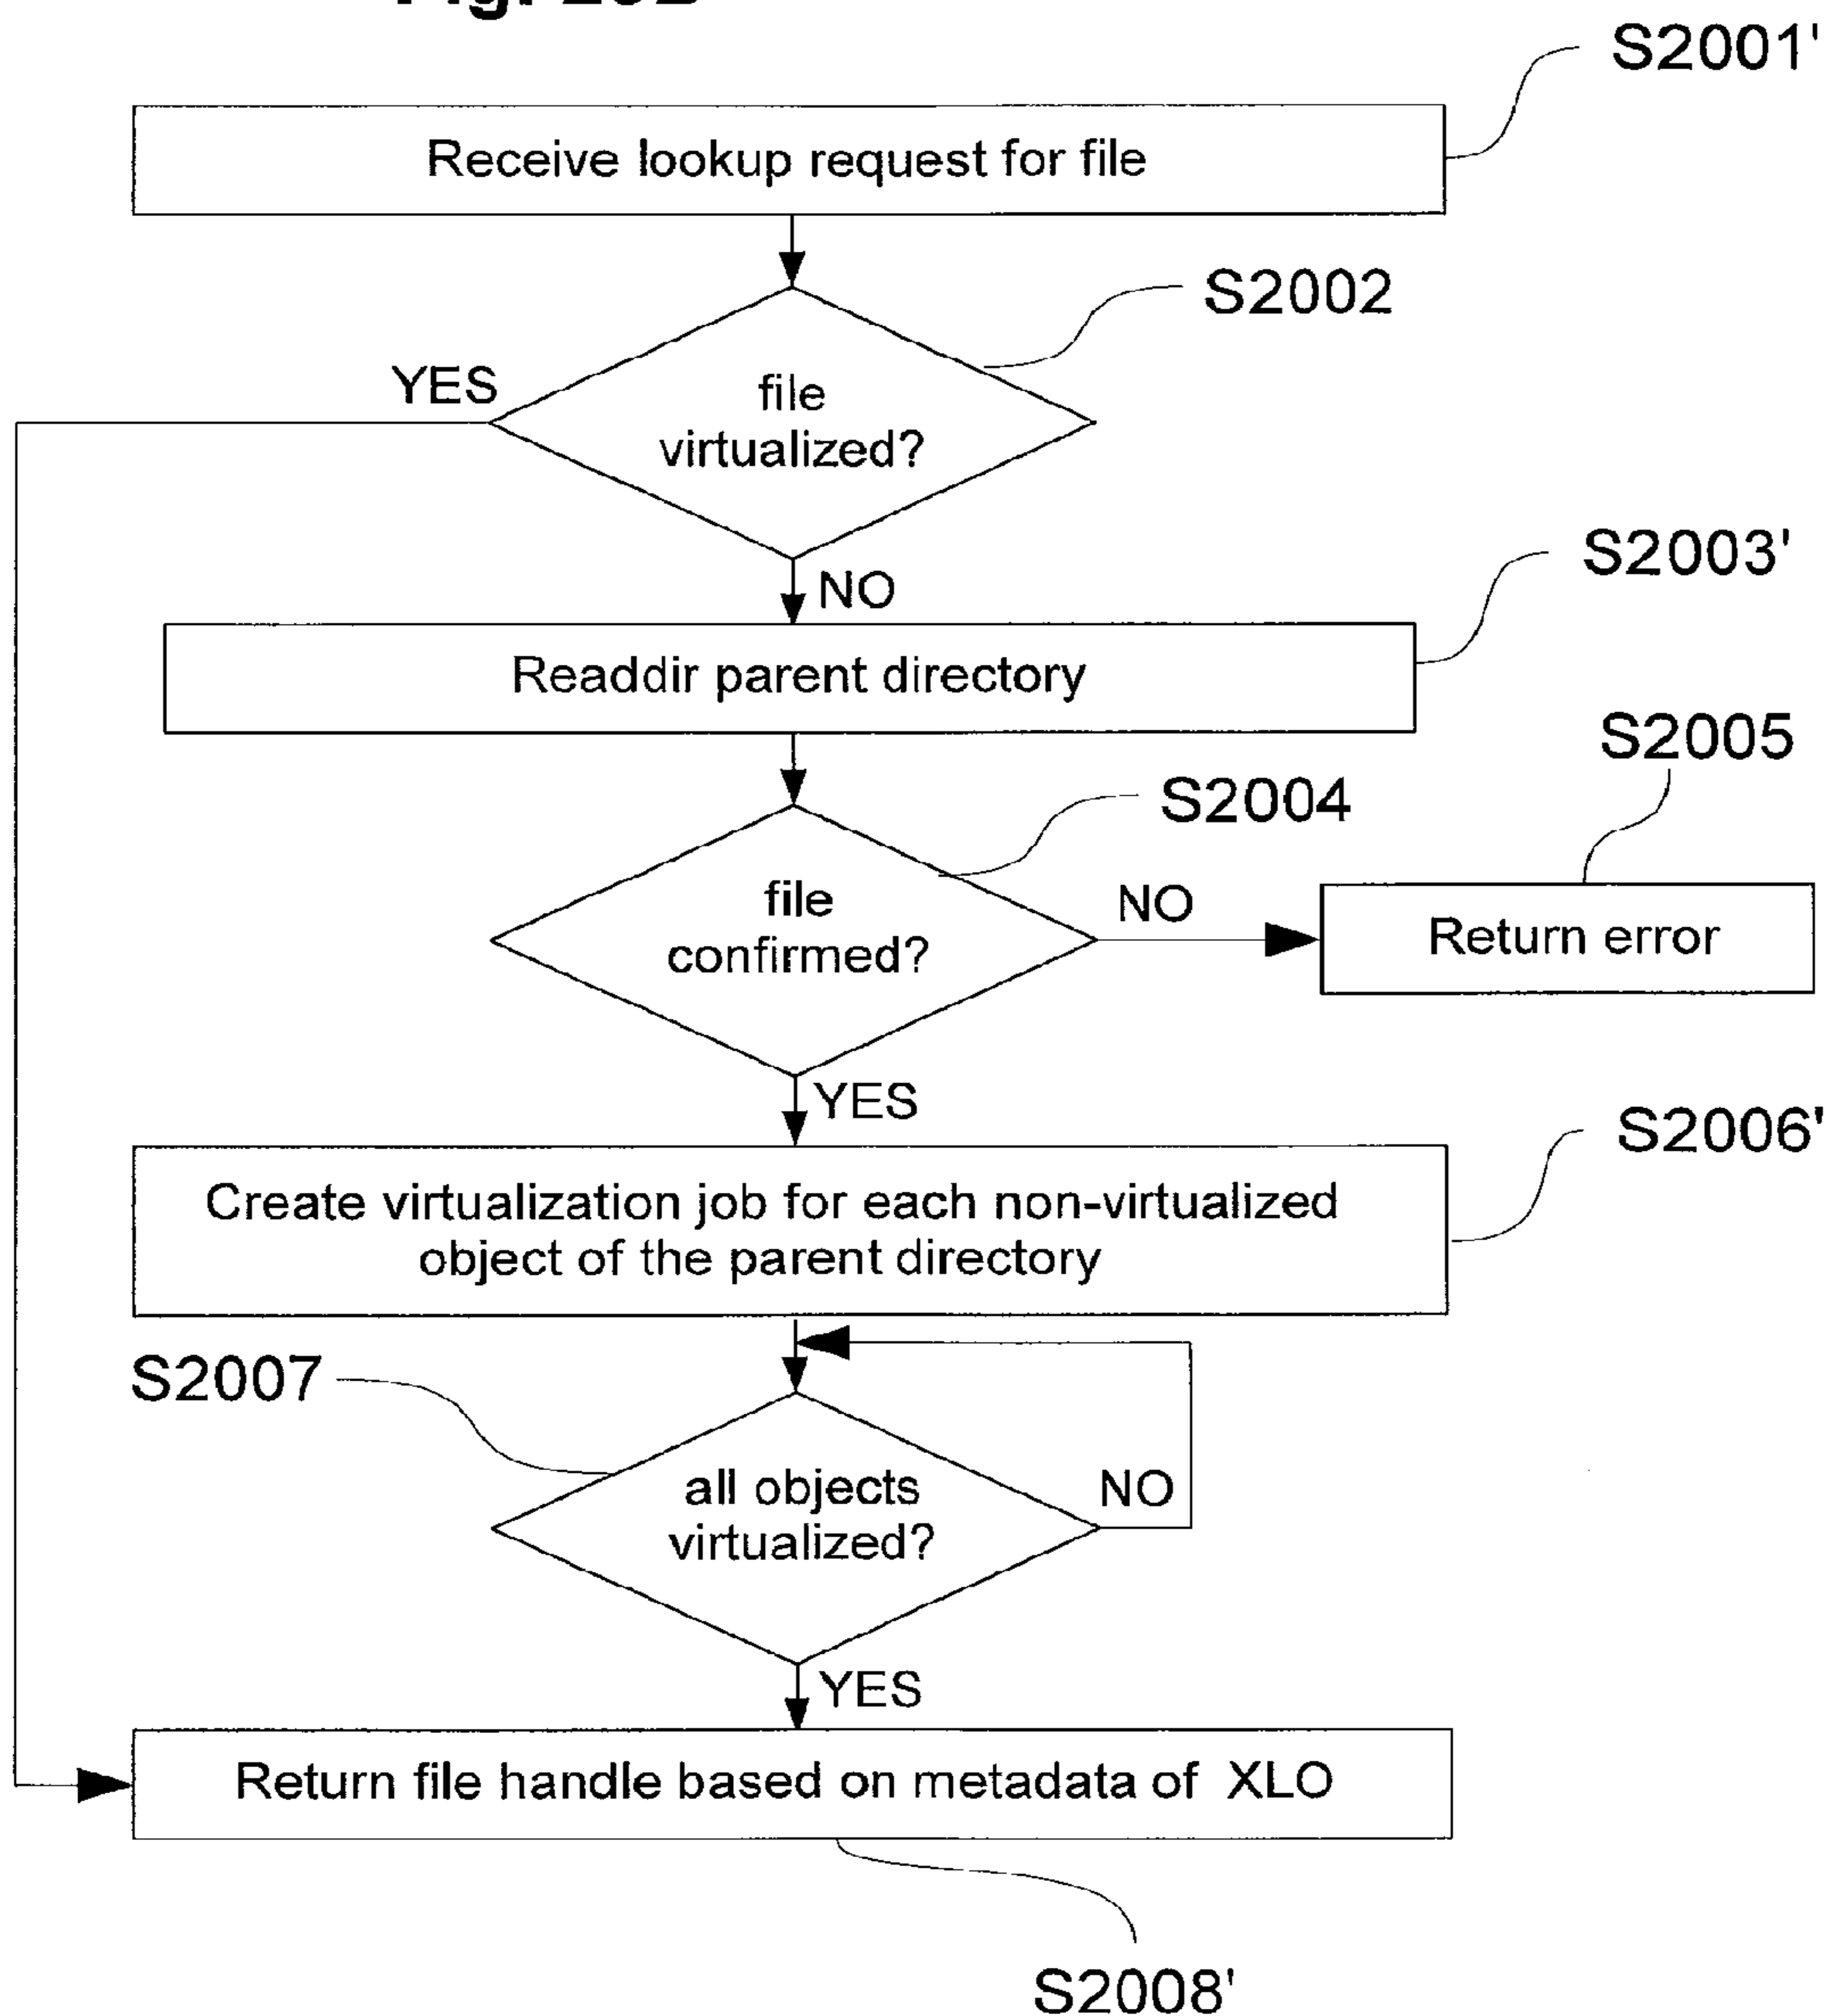 S2001'
Receive lookup request for file
S2002
YES
file
virtualized?
NO
S2003'
Readdir parent directory
S2005
S2004
file
confirmed?
NO
Return error
YES
S2006'
Create virtualization job for each non-virtualized
object of the parent directory
S2007
all objects
virtualized?
NO
YES
Return file handle based on metadata of XLO
S2008'